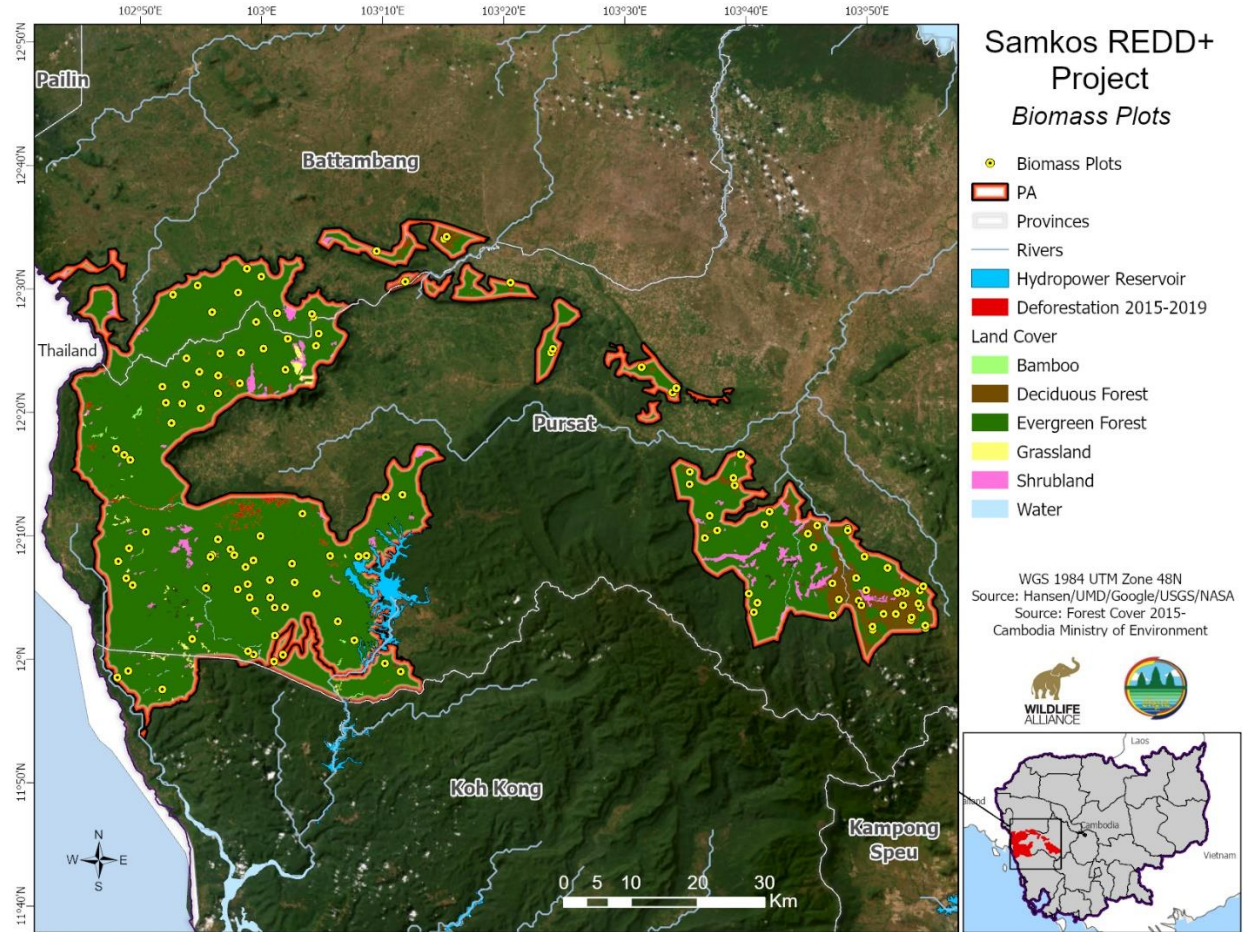 102°50'E
103°E
103°10'E
103°20'E
103°30'E
103°40'E
103°50'E
12°50'N
12°40'N
12°30'N
12°20'N
12°10'N
12°N
11°50'N
11°40'N
Pailin
Battambang
Thailand
Pursat
Koh Kong
Kampong
Speu
N
W
E
S
0 5 10 20 30
Km
Samkos REDD+
Project
Biomass Plots
Biomass Plots
PA
Provinces
Rivers
Hydropower Reservoir
Deforestation 2015-2019
Land Cover
Bamboo
Deciduous Forest
Evergreen Forest
Grassland
Shrubland
Water
WGS 1984 UTM Zone 48N
Source: Hansen/UMD/Google/USGS/NASA
Source: Forest Cover 2015-
Cambodia Ministry of Environment
WILDLIFE
ALLIANCE
Laos
ailand
Cambodia
Vietnam